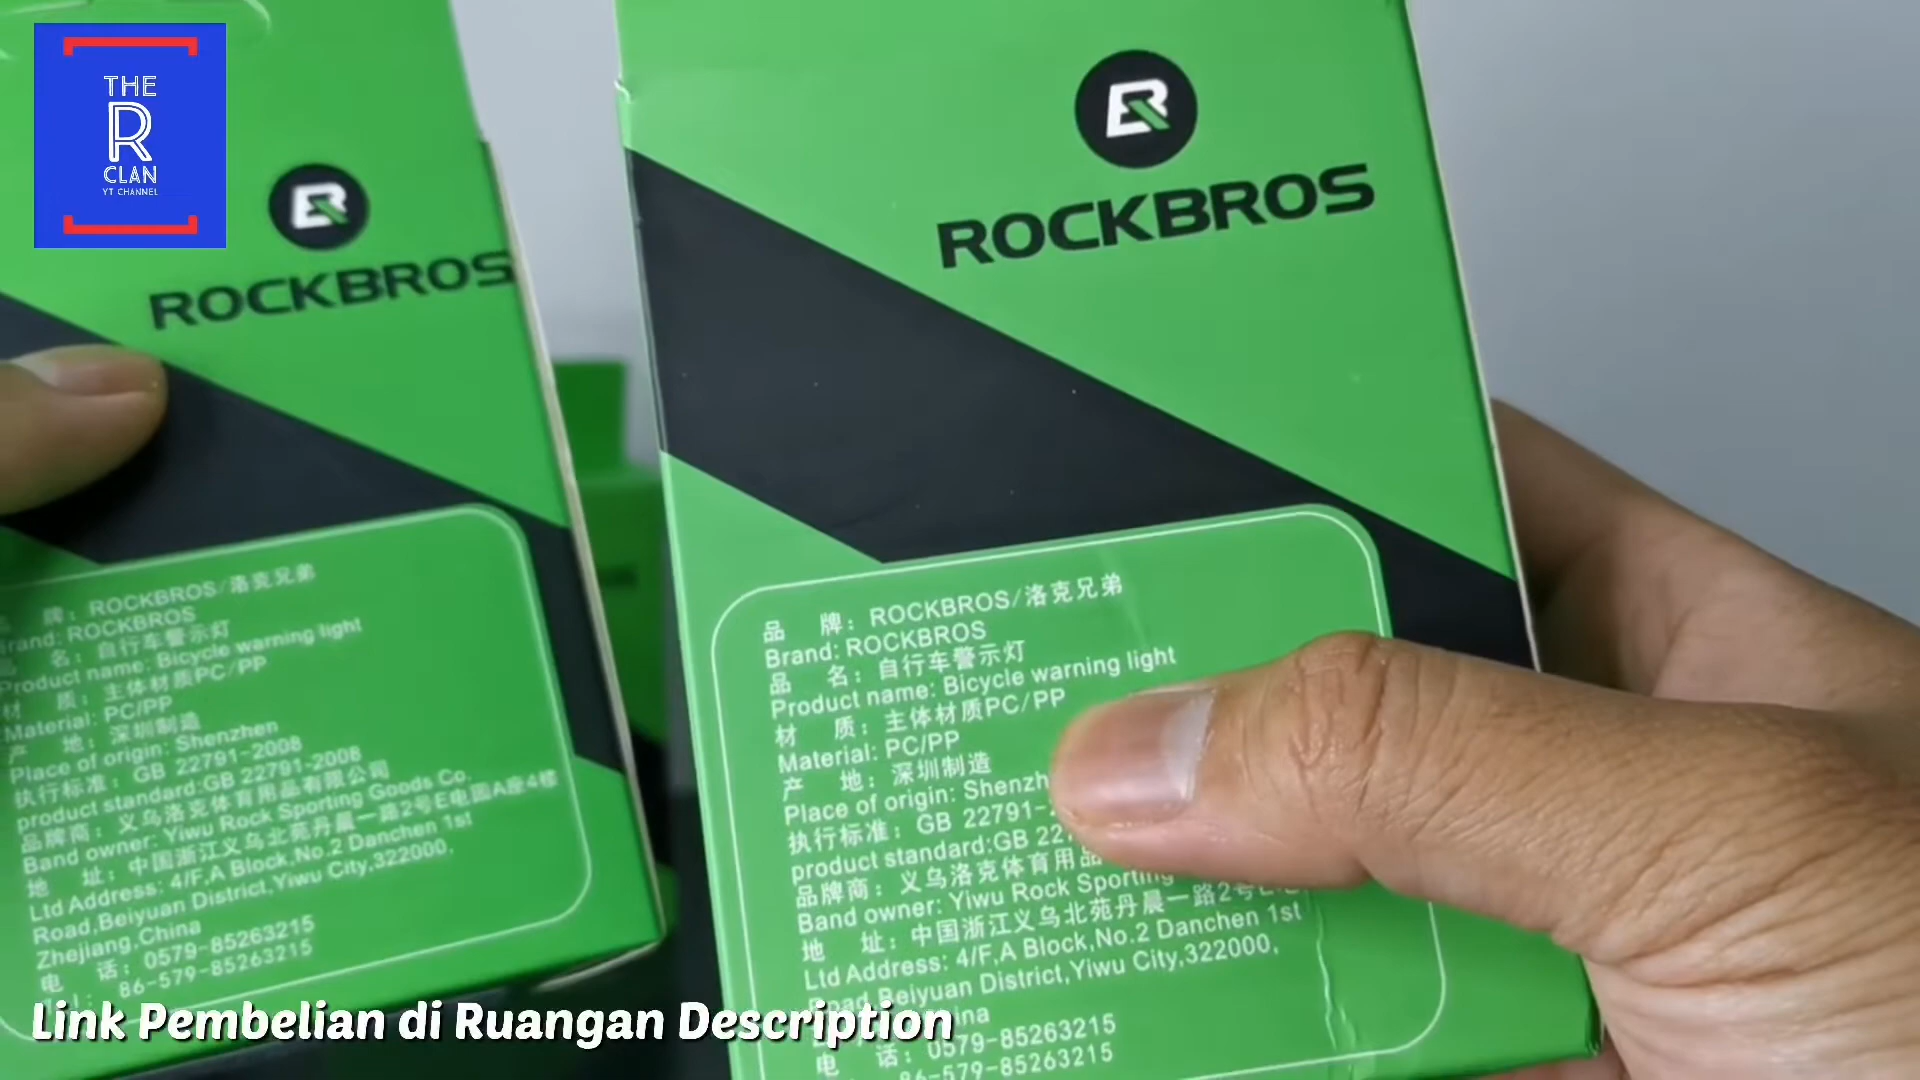 THE
R
CLAN
YT CHANNEL
ROCKBROS
牌：ROCKBROS/洛克兄弟
Brand: ROCKBROS
名：自行车警示灯
Product name: Bicycle warning light
材 质：主体材质PC/PP
Material: PC/PP
产 地：深圳制造
Place of origin: Shenzhen
执行标准：GB 22791-2008
product standard:GB 22791-2008
品牌商：义乌洛克体育用品有限公司
Band owner: Yiwu Rock Sporting Goods Co.
地 址：中国浙江义乌北苑丹晨一路2号E电园A座4楼
Ltd Address: 4/F,A Block,No.2 Danchen 1st
Road,Beiyuan District,Yiwu City,322000,
Zhejiang,China
电 话：0579-85263215
86-579-85263215
ROCKBROS
品 牌：ROCKBROS/洛克兄弟
Brand: ROCKBROS
品 名：自行车警示灯
Product name: Bicycle warning light
材 质：主体材质PC/PP
Material: PC/PP
产 地：深圳制造
Place of origin: Shenzh
执行标准：GB 22791-
product standard:GB 22
品牌商：义乌洛克体育用品
Band owner: Yiwu Rock Sporting
地 址：中国浙江义乌北苑丹晨一路2号
Ltd Address: 4/F,A Block,No.2 Danchen 1st
Road,Beiyuan District,Yiwu City,322000,
ina
电 话：0579-85263215
86-579-85263215
Link Pembelian di Ruangan Description